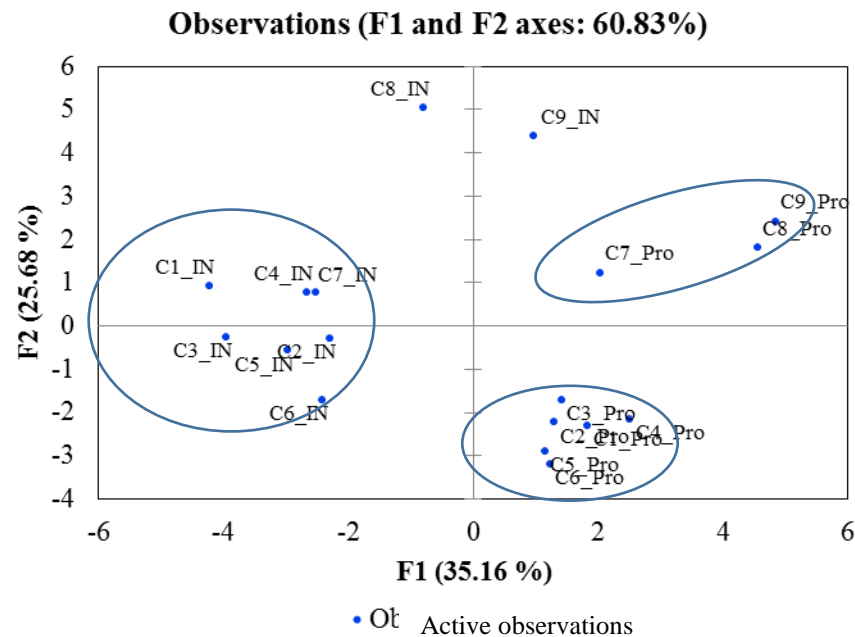 Observations (F1 and F2 axes: 60.83%)
6
5
4
3
2
1
0
-1
-2
-3
-4
F2 (25.68 %)
C8_IN
C9_IN
C9_Pro
C8_Pro
C7_Pro
C1_IN
C4_IN
C7_IN
C3_IN
C5_IN
C2_IN
C6_IN
C3_Pro
C2_Pro
C1_Pro
C4_Pro
C5_Pro
C6_Pro
-6
-4
-2
0
2
4
6
F1 (35.16 %)
Active observations